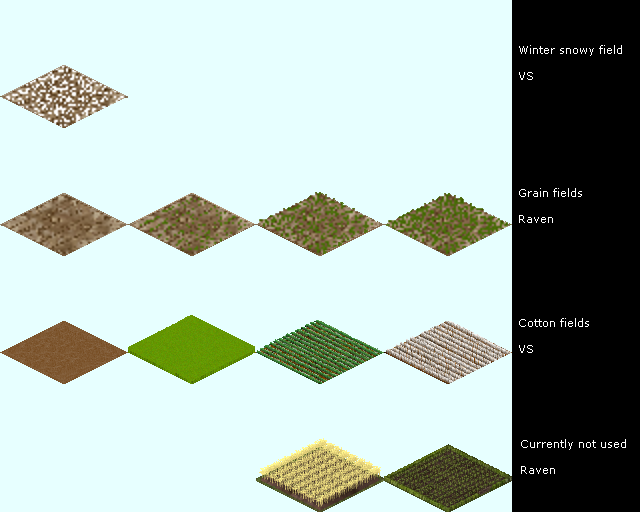 Winter snowy field
VS
Grain fields
Raven
Cotton fields
VS
Currently not used
Raven